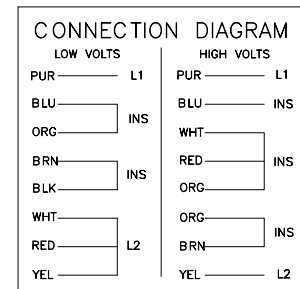 CONNECTION DIAGRAM
LOW VOLTS
PUR L1
BLU
INS
ORG
BRN
INS
BLK
WHT
RED L2
YEL
HIGH VOLTS
PUR L1
BLU INS
WHT
RED INS
ORG
ORG
INS
BRN
YEL L2